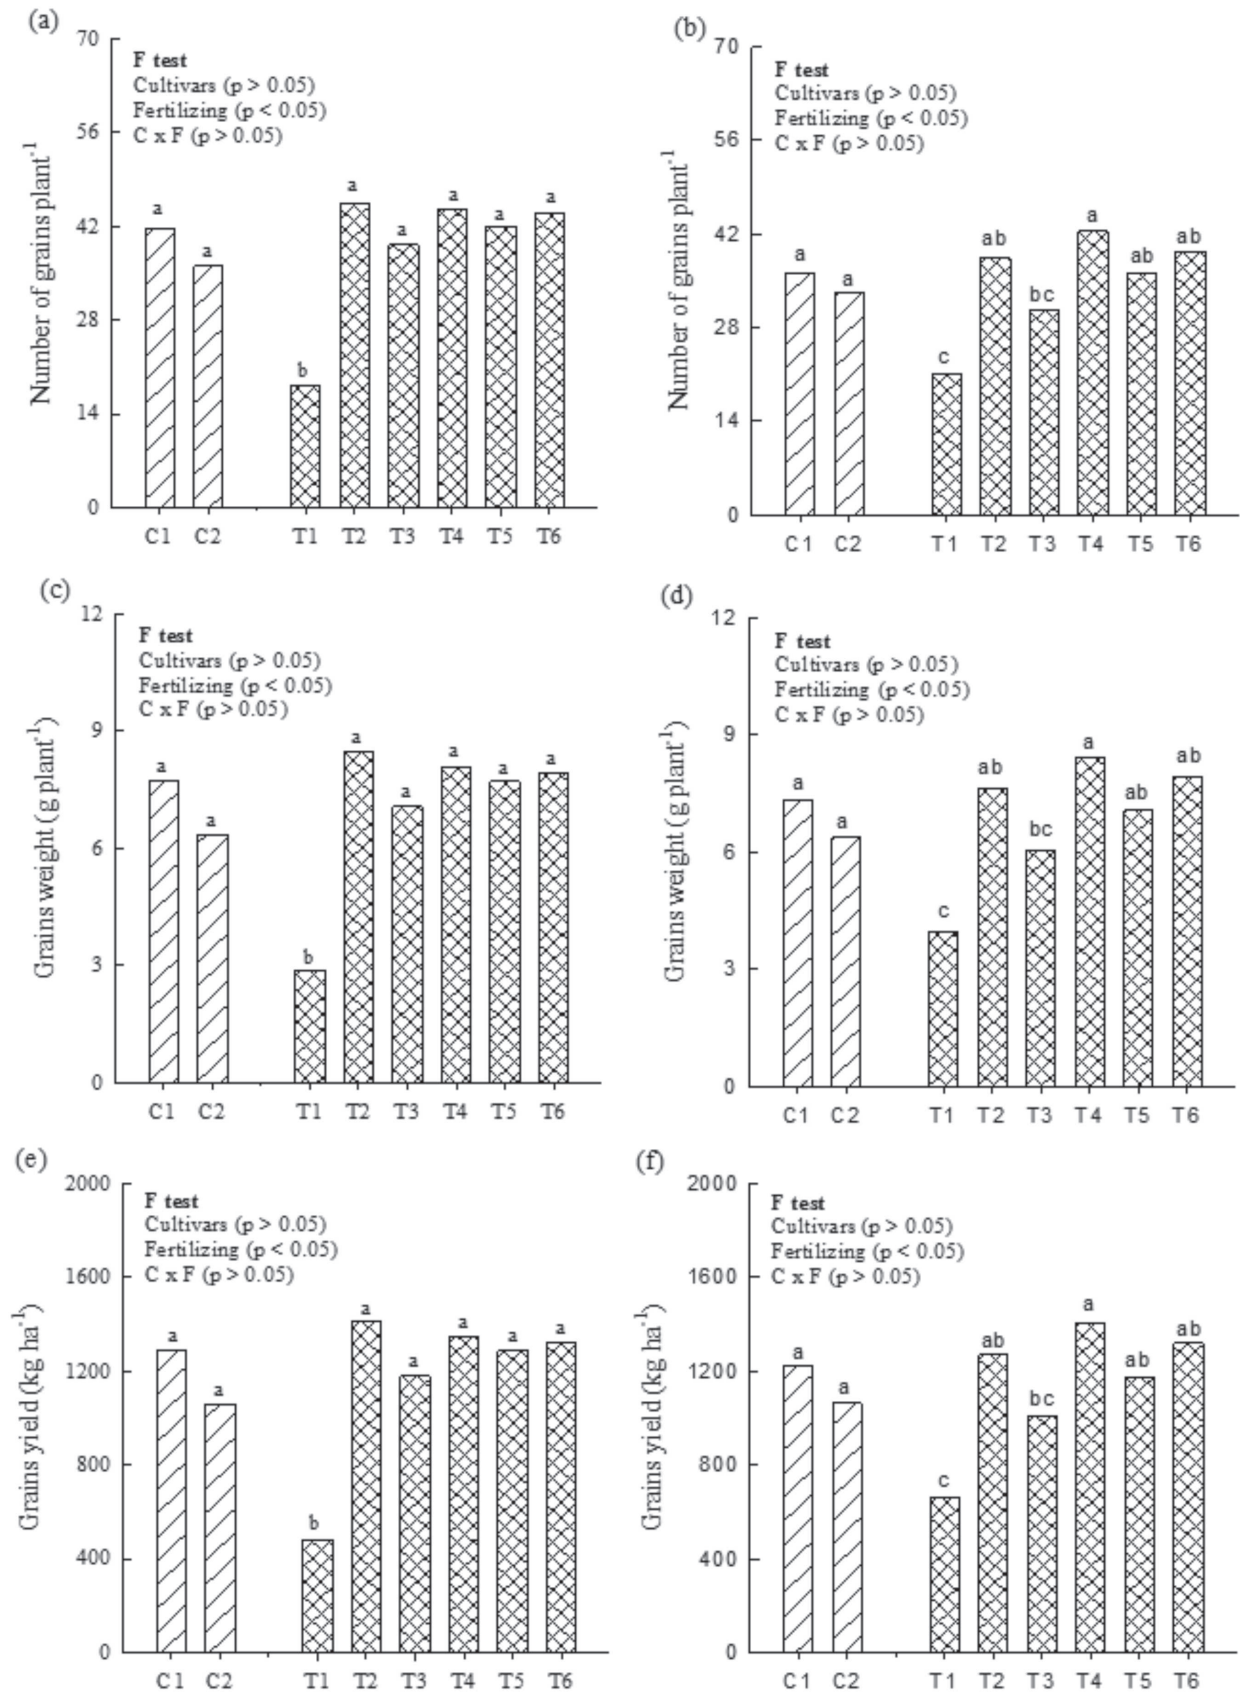 (a)
70
56
42
28
14
0
Number of grains plant-1
F test
Cultivars (p > 0.05)
Fertilizing (p < 0.05)
C x F (p > 0.05)
a
a
b
a
a
a
a
a
C1 C2 T1 T2 T3 T4 T5 T6
(b)
70
56
42
28
14
0
Number of grains plant-1
F test
Cultivars (p > 0.05)
Fertilizing (p < 0.05)
C x F (p > 0.05)
a
a
c
ab
bc
a
ab
ab
C1 C2 T1 T2 T3 T4 T5 T6
(c)
12
9
6
3
0
Grains weight (g plant-1)
F test
Cultivars (p > 0.05)
Fertilizing (p < 0.05)
C x F (p > 0.05)
a
a
b
a
a
a
a
a
C1 C2 T1 T2 T3 T4 T5 T6
(d)
12
9
6
3
0
Grains weight (g plant-1)
F test
Cultivars (p > 0.05)
Fertilizing (p < 0.05)
C x F (p > 0.05)
a
a
c
ab
bc
a
ab
ab
C1 C2 T1 T2 T3 T4 T5 T6
(e)
2000
1600
1200
800
400
0
Grains yield (kg ha-1)
F test
Cultivars (p > 0.05)
Fertilizing (p < 0.05)
C x F (p > 0.05)
a
a
b
a
a
a
a
a
C1 C2 T1 T2 T3 T4 T5 T6
(f)
2000
1600
1200
800
400
0
Grains yield (kg ha-1)
F test
Cultivars (p > 0.05)
Fertilizing (p < 0.05)
C x F (p > 0.05)
a
a
c
ab
bc
a
ab
ab
C1 C2 T1 T2 T3 T4 T5 T6